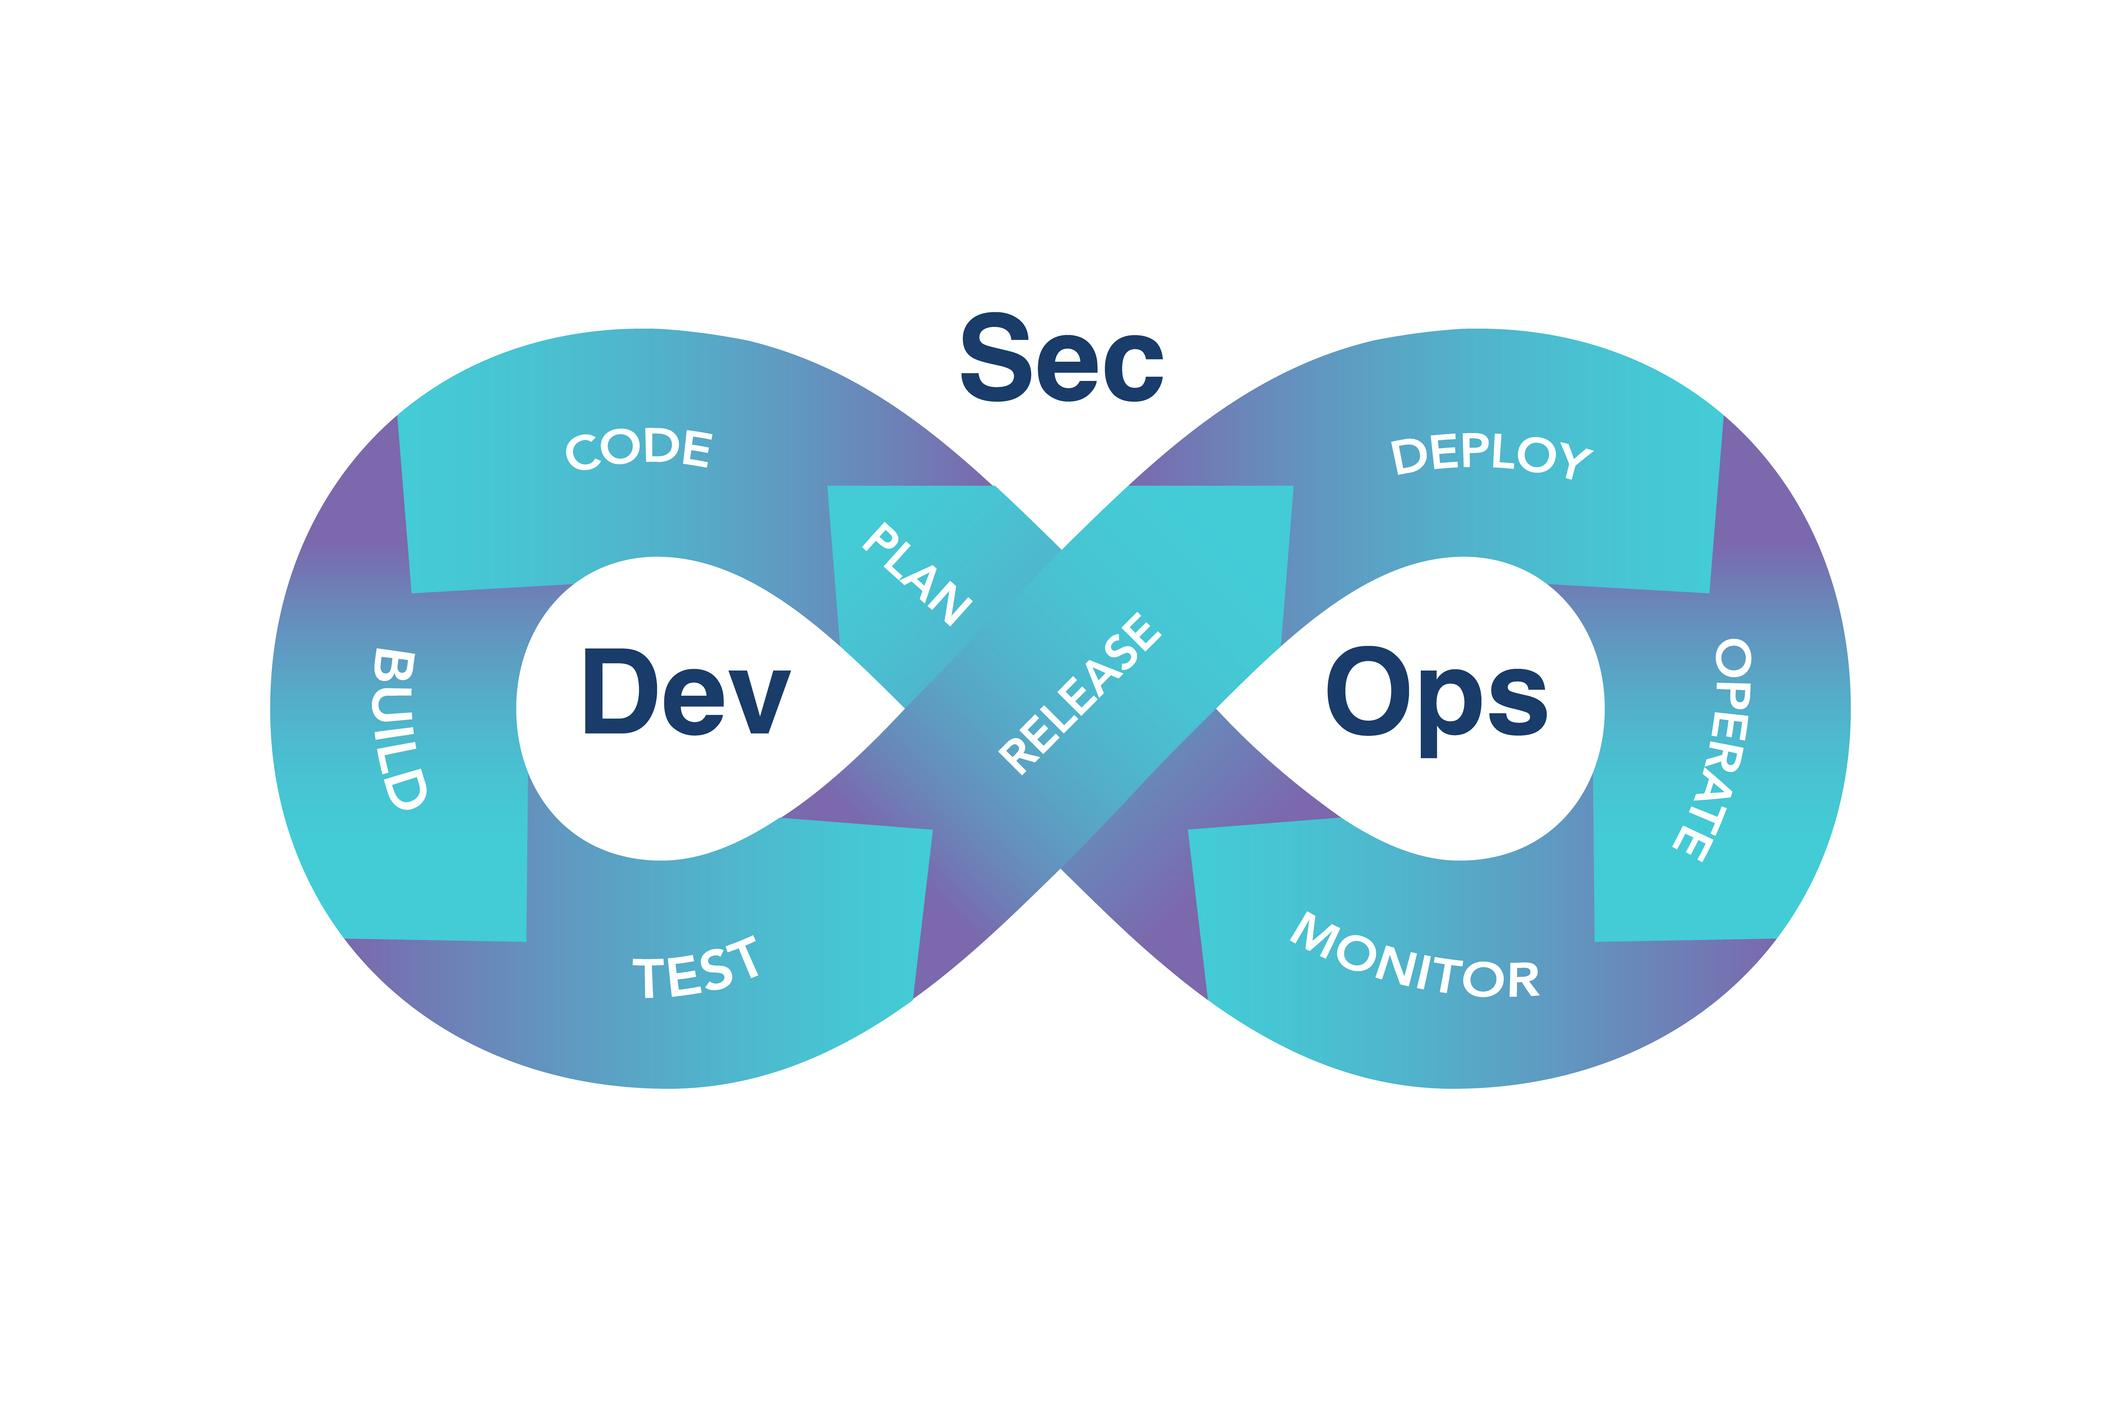 Sec
CODE
DEPLOY
PLAN
RELEASE
Dev
Ops
BUILD
OPERATE
TEST
MONITOR